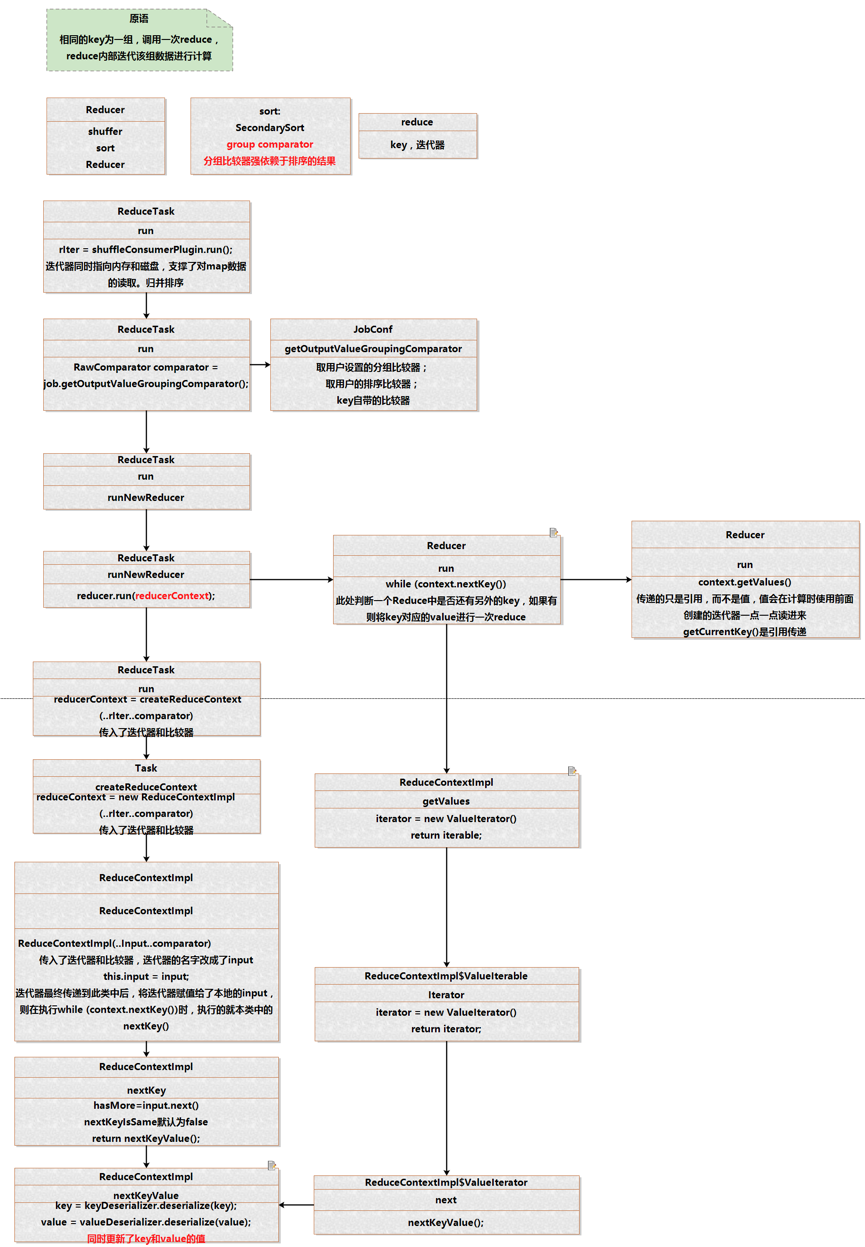 原语
相同的key为一组，调用一次reduce，
reduce内部迭代该组数据进行计算
Reducer
shuffer
sort
Reducer
sort:
SecondarySort
group comparator
分组比较器强依赖于排序的结果
reduce
key，迭代器
ReduceTask
run
rIter = shuffleConsumerPlugin.run();
迭代器同时指向内存和磁盘，支撑了对map数据
的读取。归并排序
ReduceTask
run
RawComparator comparator =
job.getOutputValueGroupingComparator();
JobConf
getOutputValueGroupingComparator
取用户设置的分组比较器；
取用户的排序比较器；
key自带的比较器
ReduceTask
run
runNewReducer
ReduceTask
runNewReducer
reducer.run(reducerContext);
Reducer
run
while (context.nextKey())
此处判断一个Reduce中是否还有另外的key，如果有
则将key对应的value进行一次reduce
Reducer
run
context.getValues()
传递的只是引用，而不是值，值会在计算时使用前面
创建的迭代器一点一点读进来
getCurrentKey()是引用传递
ReduceTask
run
reducerContext = createReduceContext
(..rIter..comparator)
传入了迭代器和比较器
Task
createReduceContext
reduceContext = new ReduceContextImpl
(..rIter..comparator)
传入了迭代器和比较器
ReduceContextImpl
getValues
iterator = new ValueIterator()
return iterable;
ReduceContextImpl
ReduceContextImpl
ReduceContextImpl(..Input..comparator)
传入了迭代器和比较器，迭代器的名字改成了input
this.input = input;
迭代器最终传递到此类中后，将迭代器赋值给了本地的input，
则在执行while (context.nextKey())时，执行的就本类中的
nextKey()
ReduceContextImpl$ValueIterable
Iterator
iterator = new ValueIterator()
return iterator;
ReduceContextImpl
nextKey
hasMore=input.next()
nextKeyIsSame默认为false
return nextKeyValue();
ReduceContextImpl
nextKeyValue
key = keyDeserializer.deserialize(key);
value = valueDeserializer.deserialize(value);
同时更新了key和value的值
ReduceContextImpl$ValueIterator
next
nextKeyValue();